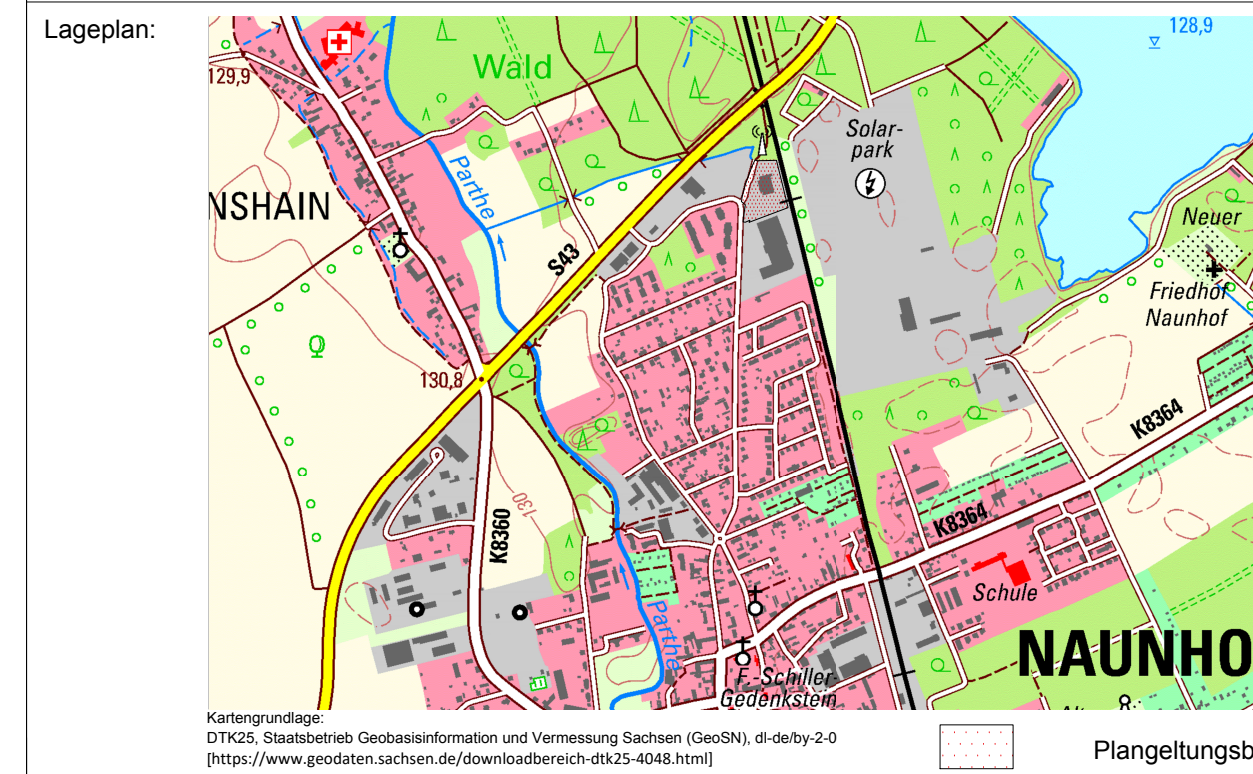 Lageplan:
128,9
Wald
129,9
Solar-
park
Parthe
NSHAIN
Neuer
S43
Friedhof
Naunhof
130,8
K8364
130
K8360
K8364
Schule
Parthe
NAUNHO
F.-Schiller-
Gedenkstein
Kartengrundlage:
DTK25, Staatsbetrieb Geobasisinformation und Vermessung Sachsen (GeoSN), dl-de/by-2-0
[https://www.geodaten.sachsen.de/downloadbereich-dtk25-4048.html]
Plangeltungsb